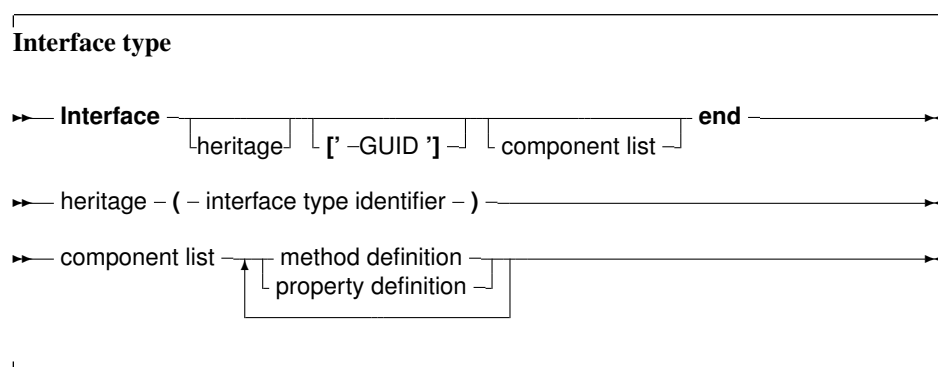 Interface type
Interface end
heritage [' GUID '] component list
heritage ( interface type identifier )
component list method definition
property definition